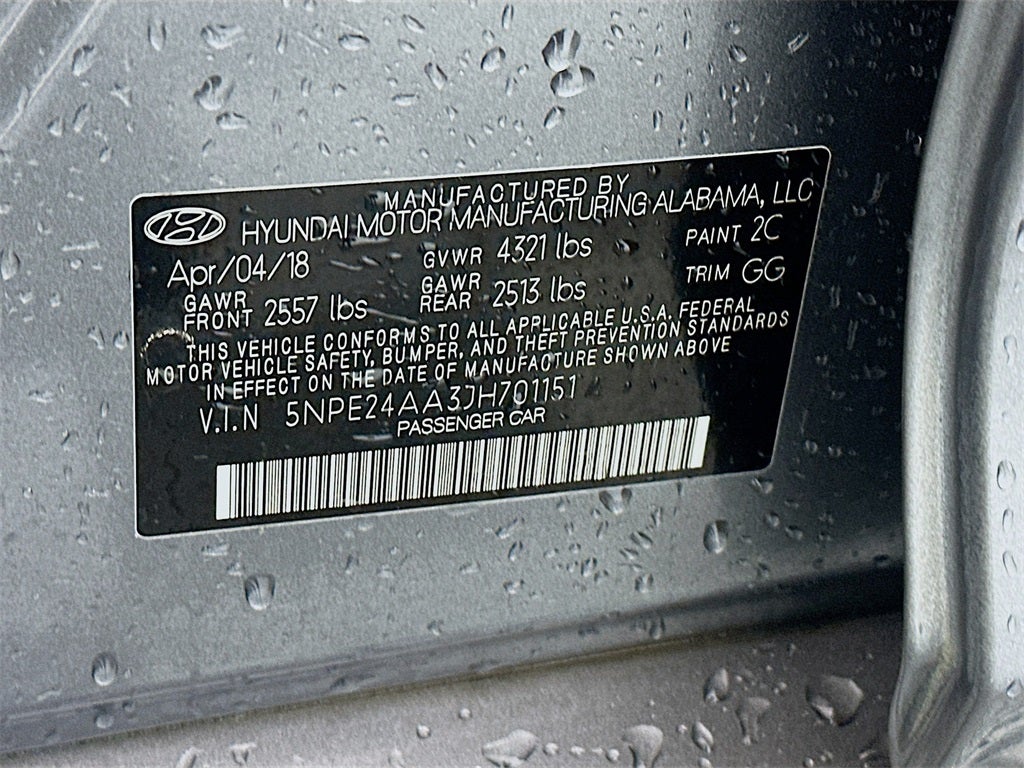 MANUFACTURED BY
HYUNDAI MOTOR MANUFACTURING ALABAMA, LLC
Apr/04/18 GVWR 4321 lbs PAINT 2C
GAWR FRONT 2557 lbs GAWR REAR 2513 lbs TRIM GG
THIS VEHICLE CONFORMS TO ALL APPLICABLE U.S.A. FEDERAL
MOTOR VEHICLE SAFETY, BUMPER, AND THEFT PREVENTION STANDARDS
IN EFFECT ON THE DATE OF MANUFACTURE SHOWN ABOVE
V.I.N 5NPE24AA3JH701151
PASSENGER CAR